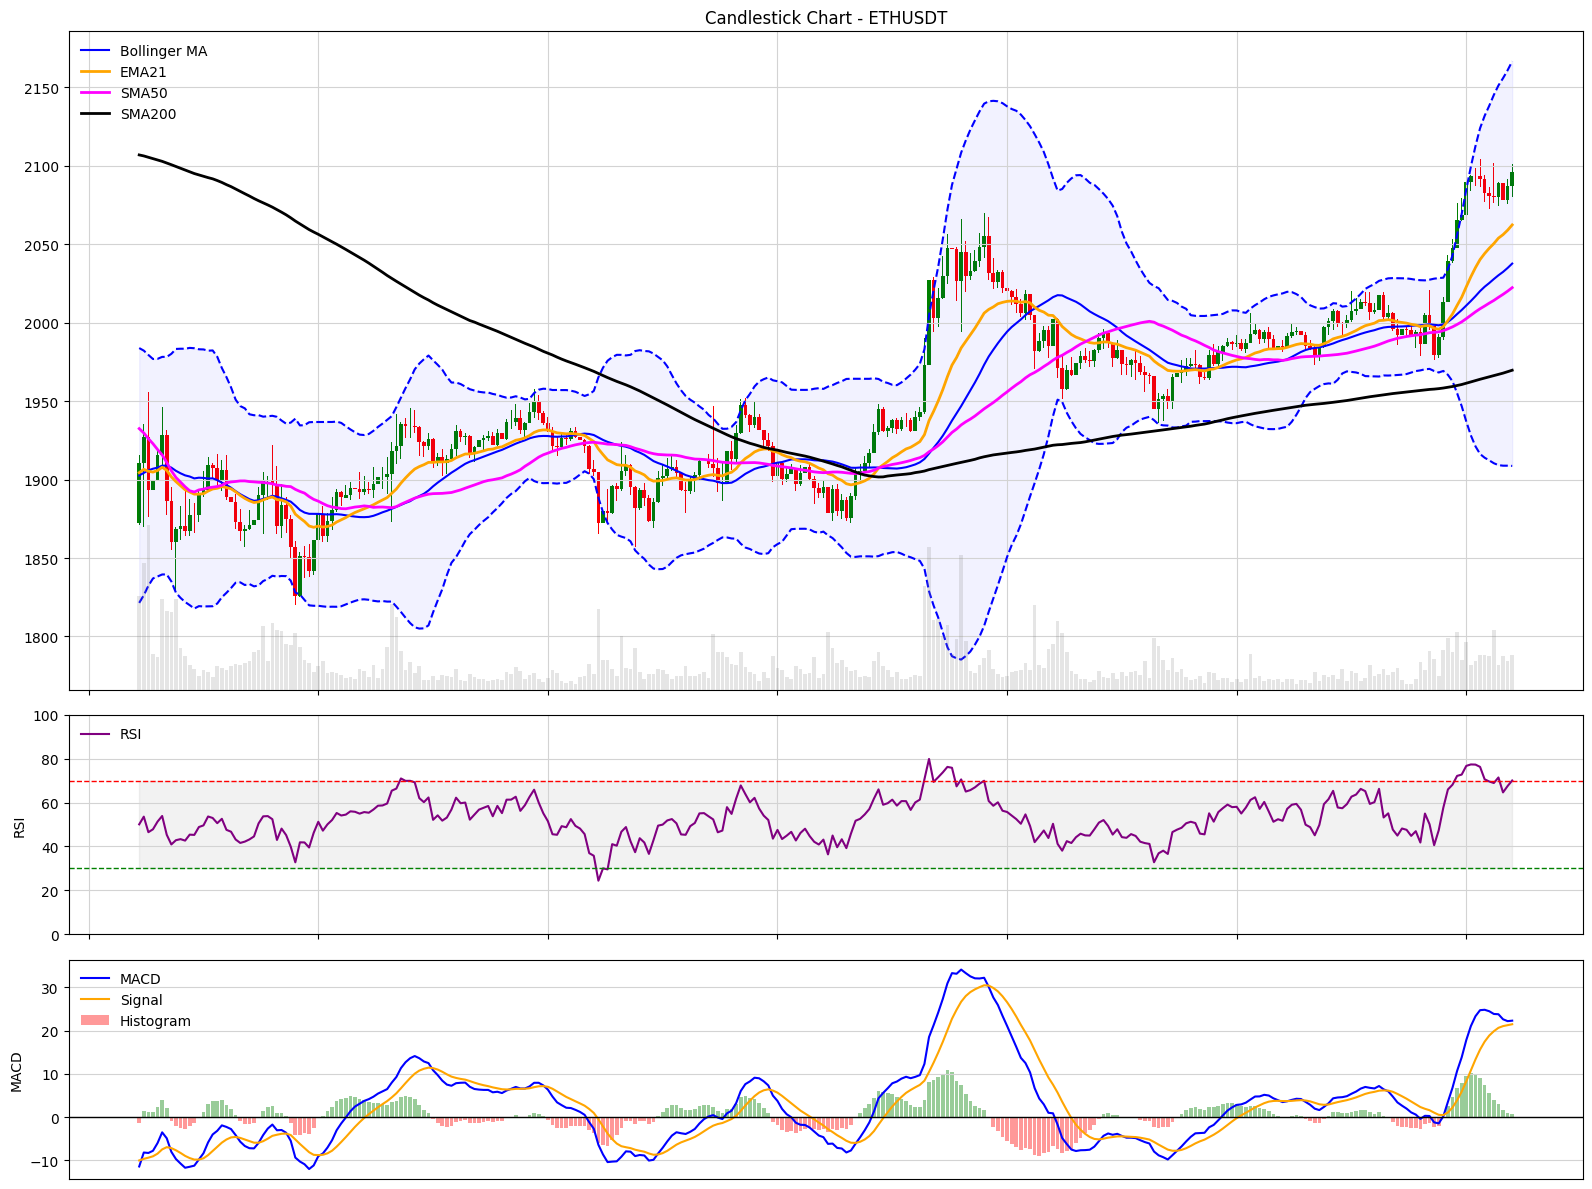 Candlestick Chart - ETHUSDT
Bollinger MA
EMA21
SMA50
SMA200
2150
2100
2050
2000
1950
1900
1850
1800
RSI
100
80
60
40
20
0
RSI
MACD
Signal
Histogram
30
20
10
0
−10
MACD